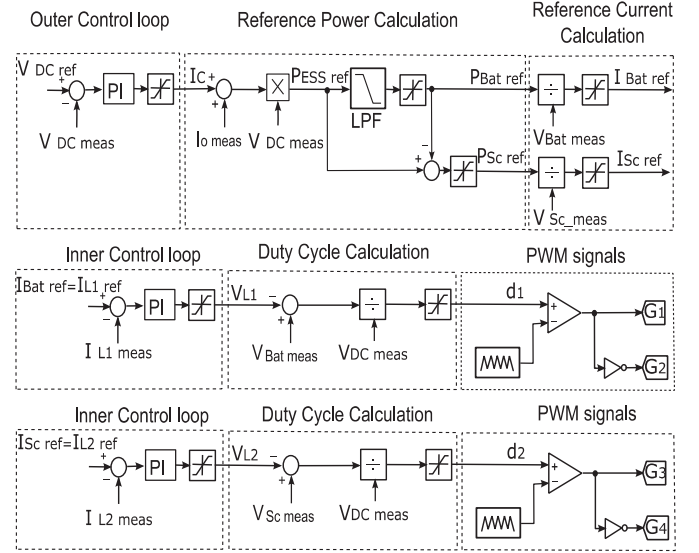 Outer Control loop
Reference Power Calculation
Reference Current Calculation
V DC ref
+
−
PI
V DC meas
IC
+
+
Io meas
X
V DC meas
PESS ref
LPF
PBat ref
−
+
PSc ref
÷
VBat meas
I Bat ref
÷
V Sc_meas
ISc ref
Inner Control loop
Duty Cycle Calculation
PWM signals
IBat ref=IL1 ref
+
−
PI
I L1 meas
VL1
−
+
VBat meas
÷
VDC meas
d1
+
−
G1
G2
Inner Control loop
Duty Cycle Calculation
PWM signals
ISc ref=IL2 ref
+
−
PI
I L2 meas
VL2
−
+
VSc meas
÷
VDC meas
d2
+
−
G3
G4